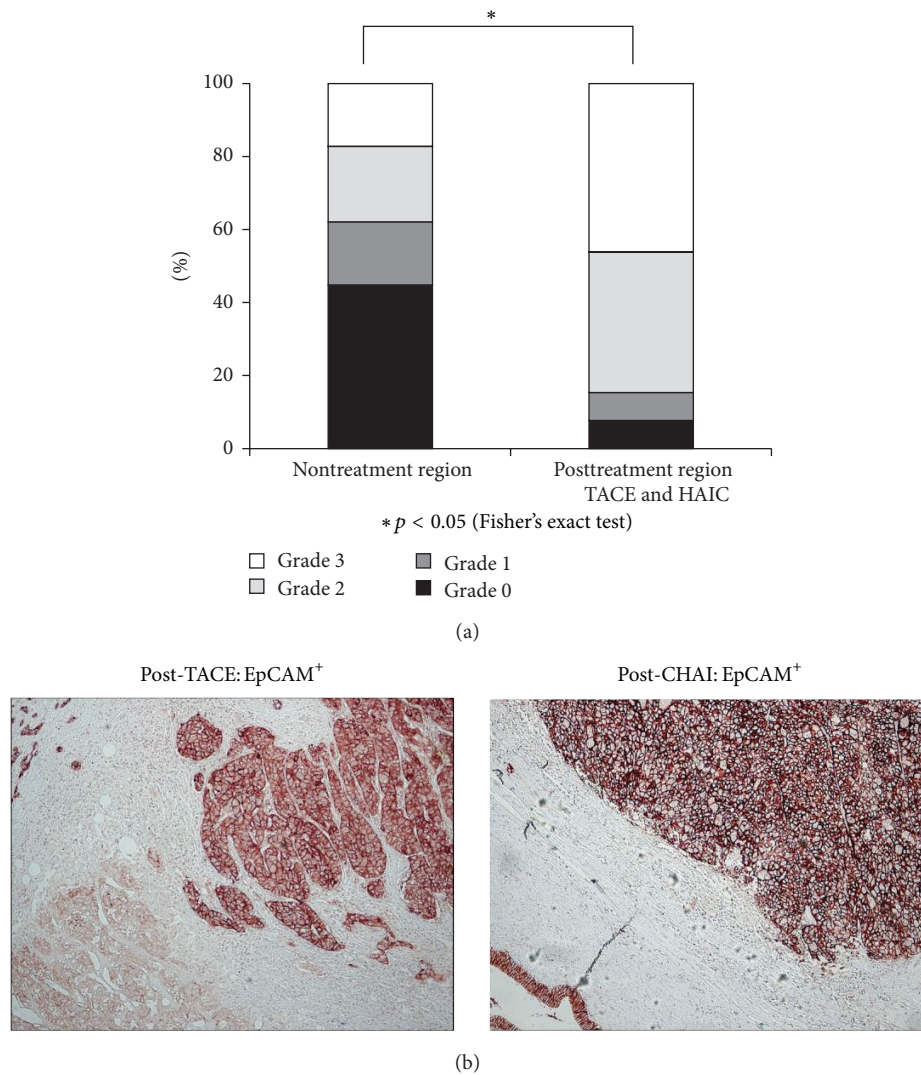 *
100
80
60
40
20
0
(%)
Nontreatment region
Posttreatment region
TACE and HAIC
* p < 0.05 (Fisher's exact test)
Grade 3
Grade 1
Grade 2
Grade 0
(a)
Post-TACE: EpCAM+
Post-CHAI: EpCAM+
(b)